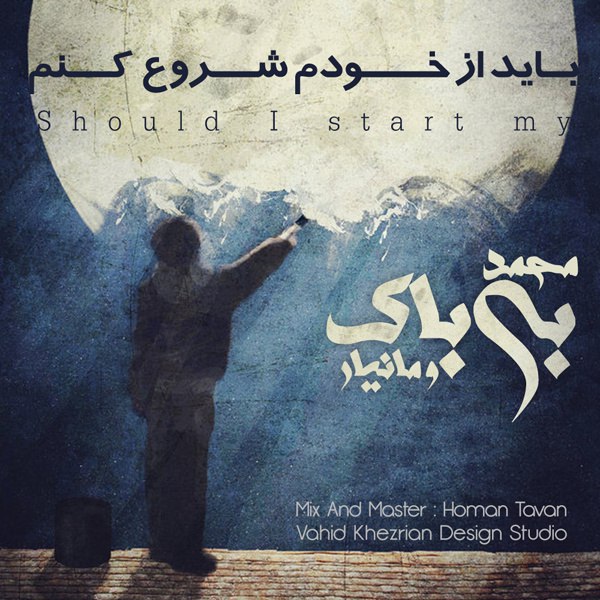 باید از خودم شروع کنم
Should I start my
محمد
بی باک
و مانیار
Mix And Master : Homan Tavan
Vahid Khezrian Design Studio